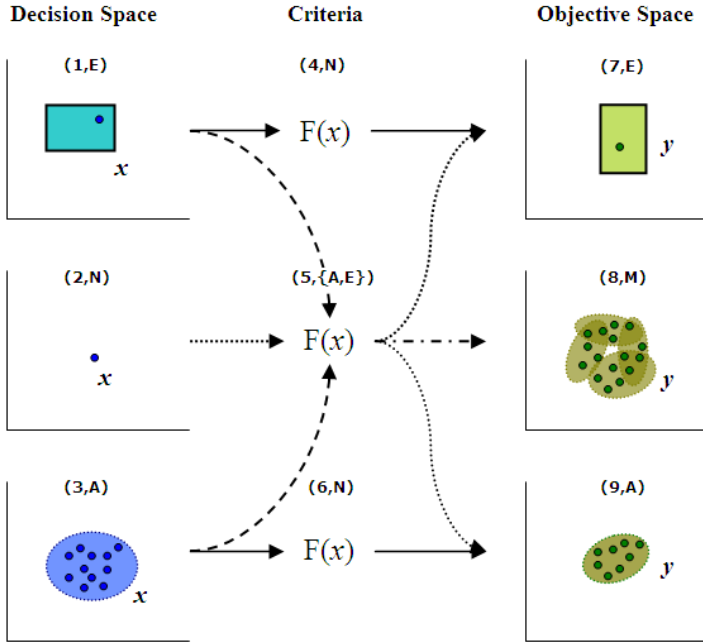 Decision Space Criteria Objective Space
(1,E) (4,N) (7,E)
F(x)
x y
(2,N) (5,{A,E}) (8,M)
F(x)
x y
(3,A) (6,N) (9,A)
F(x)
x y